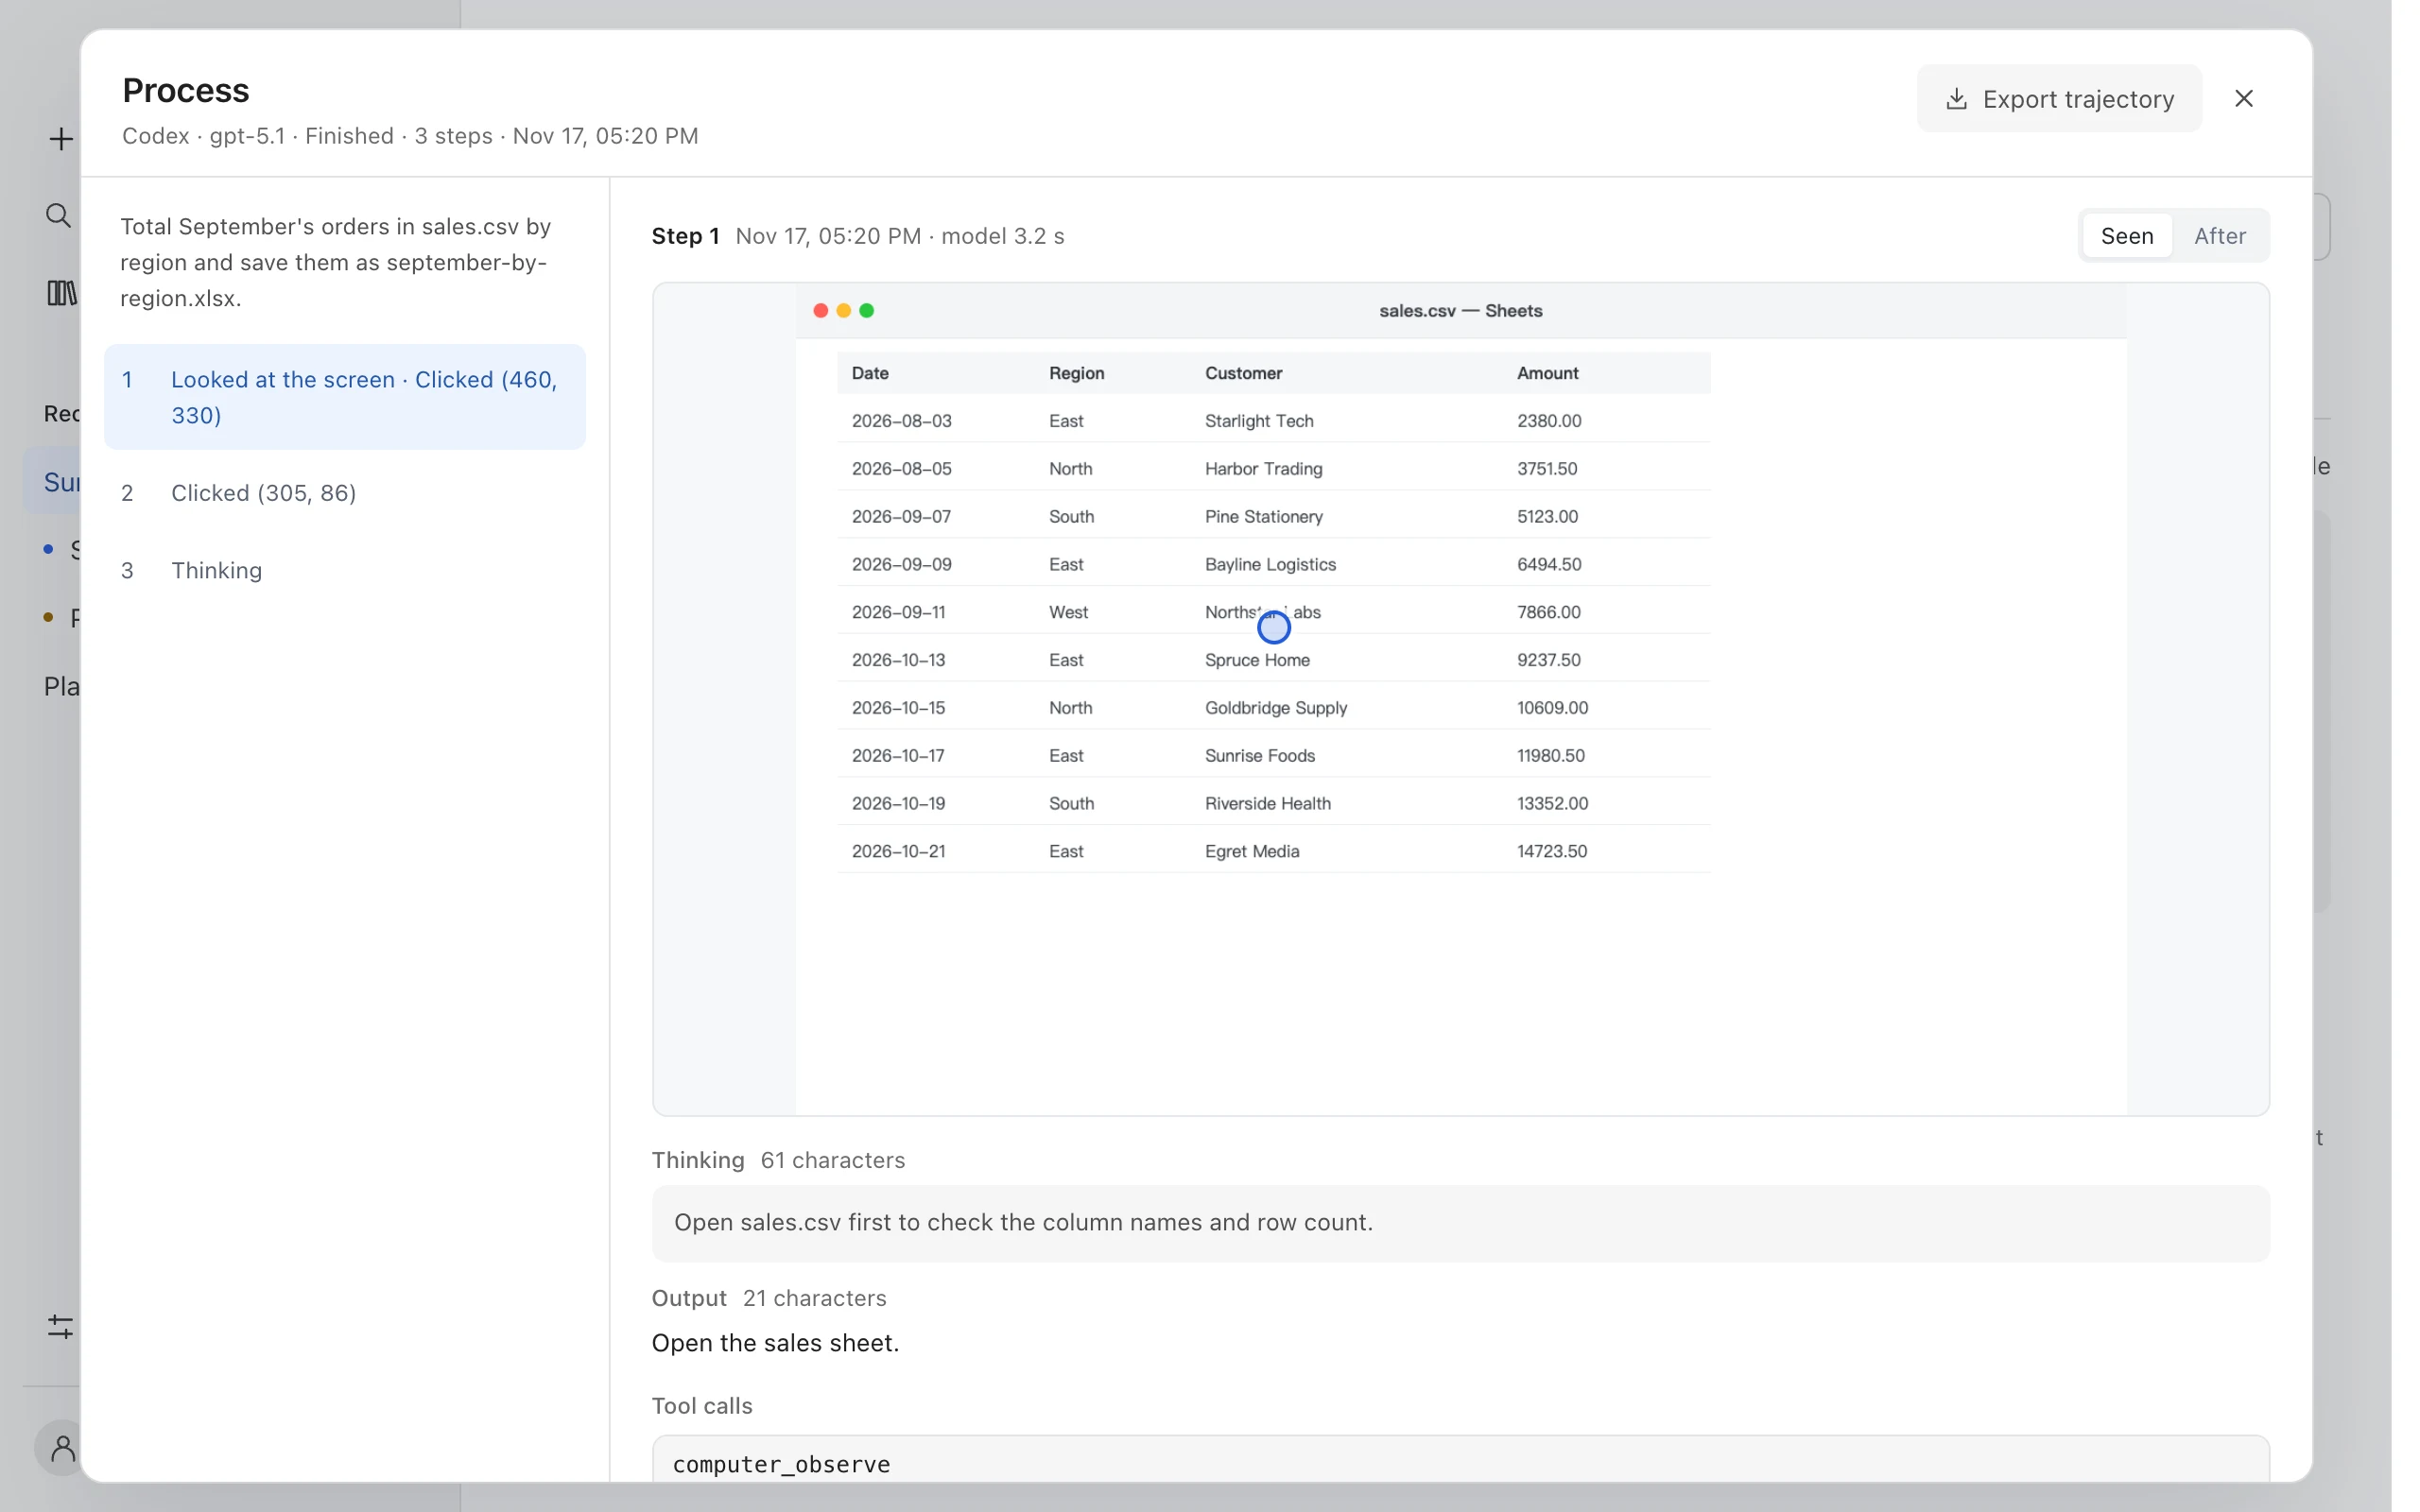 Process
Codex · gpt-5.1 · Finished · 3 steps · Nov 17, 05:20 PM
Export trajectory
Total September's orders in sales.csv by
region and save them as september-by-
region.xlsx.
1 Looked at the screen · Clicked (460,
330)
2 Clicked (305, 86)
3 Thinking
Step 1 Nov 17, 05:20 PM · model 3.2 s
Seen After
sales.csv — Sheets
Date Region Customer Amount
2026-08-03 East Starlight Tech 2380.00
2026-08-05 North Harbor Trading 3751.50
2026-09-07 South Pine Stationery 5123.00
2026-09-09 East Bayline Logistics 6494.50
2026-09-11 West 7866.00
2026-10-13 East Spruce Home 9237.50
2026-10-15 North Goldbridge Supply 10609.00
2026-10-17 East Sunrise Foods 11980.50
2026-10-19 South Riverside Health 13352.00
2026-10-21 East Egret Media 14723.50
Thinking 61 characters
Open sales.csv first to check the column names and row count.
Output 21 characters
Open the sales sheet.
Tool calls
computer_observe